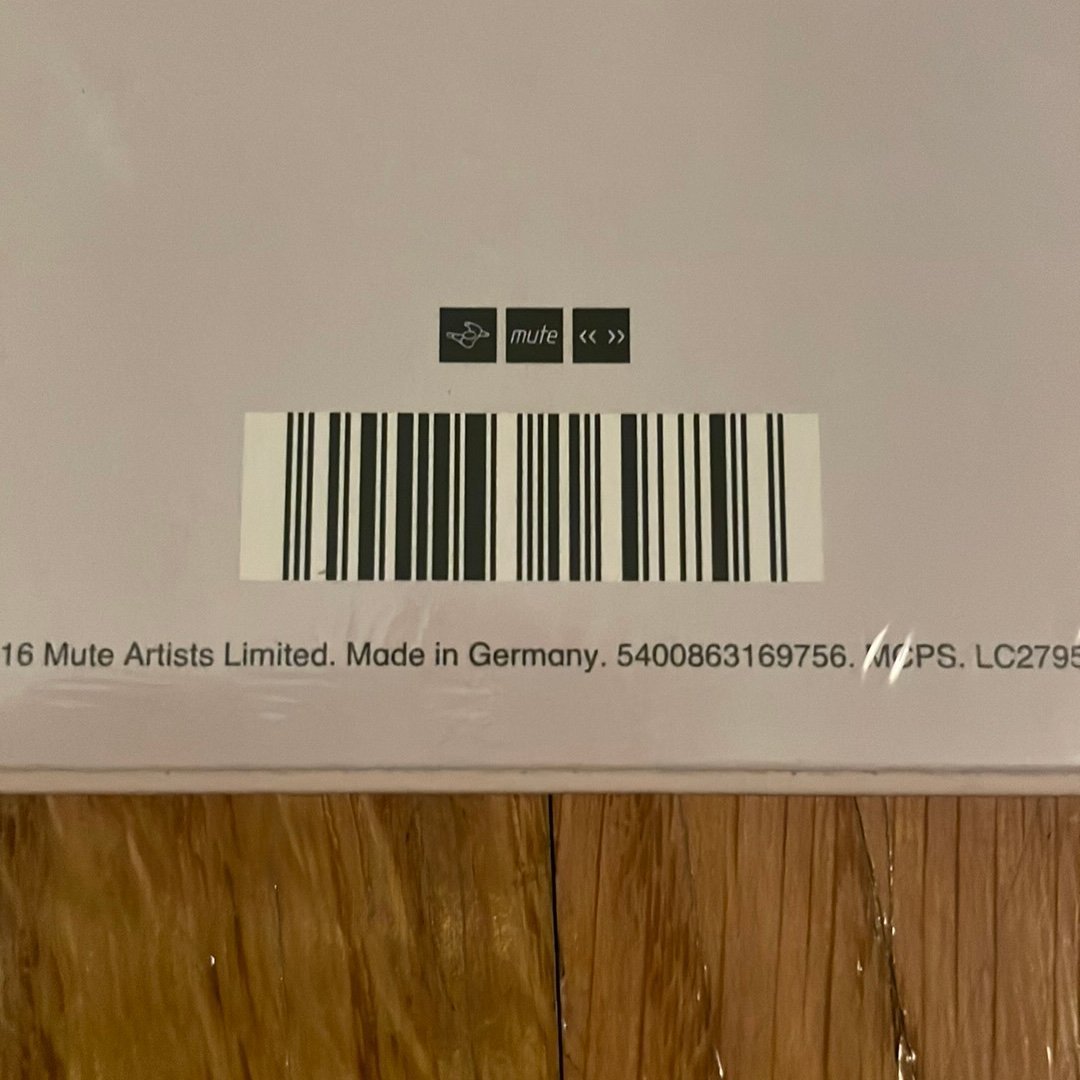 mute
16 Mute Artists Limited. Made in Germany. 5400863169756. MCPS. LC2795